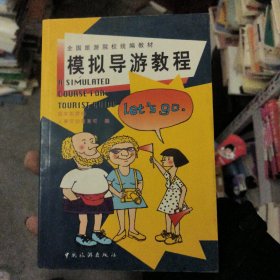 全国旅游院校统编教材
模拟导游教程
A SIMULATED
COURSE FOR
TOURIST GUIDE
let's go.
编
中国旅游出版社